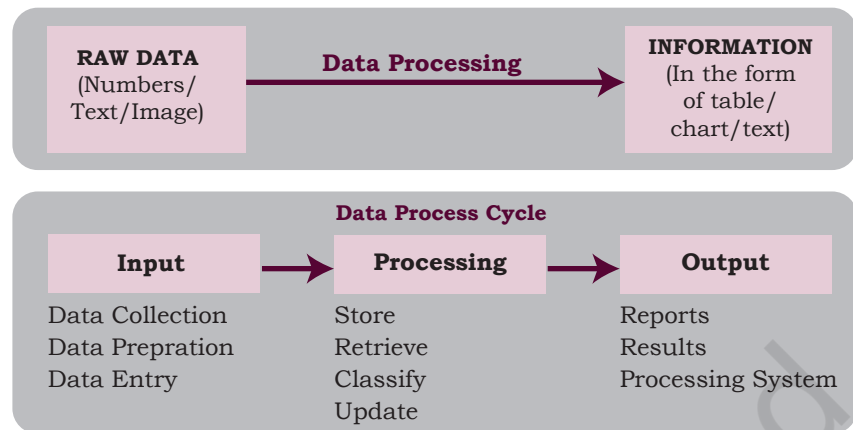 RAW DATA
(Numbers/
Text/Image)
Data Processing
INFORMATION
(In the form
of table/
chart/text)
Data Process Cycle
Input
Processing
Output
Data Collection
Data Prepration
Data Entry
Store
Retrieve
Classify
Update
Reports
Results
Processing System
d